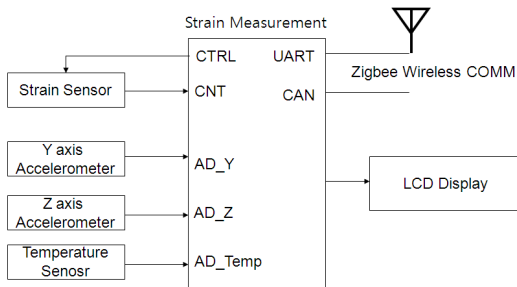 Strain Measurement
CTRL
UART
Zigbee Wireless COMM
Strain Sensor
CNT
CAN
Y axis
Accelerometer
AD_Y
LCD Display
Z axis
Accelerometer
AD_Z
Temperature
Senosr
AD_Temp